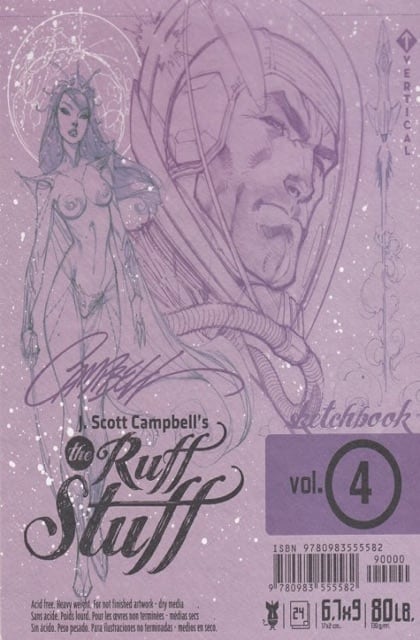 VERTICAL
Campbell
J. Scott Campbell's
the Ruff
Stuff
sketchbook
vol. 4
ISBN 9780983555582
90000
9 780983 555582
Acid free. Heavy weight. For not finished artwork - dry media
Sans acide. Poids lourd. Pour les œuvres non terminées - médias secs
Sin ácido. Peso pesado. Para ilustraciones no terminadas - medios en seco.
24
6.7x9
80LB.